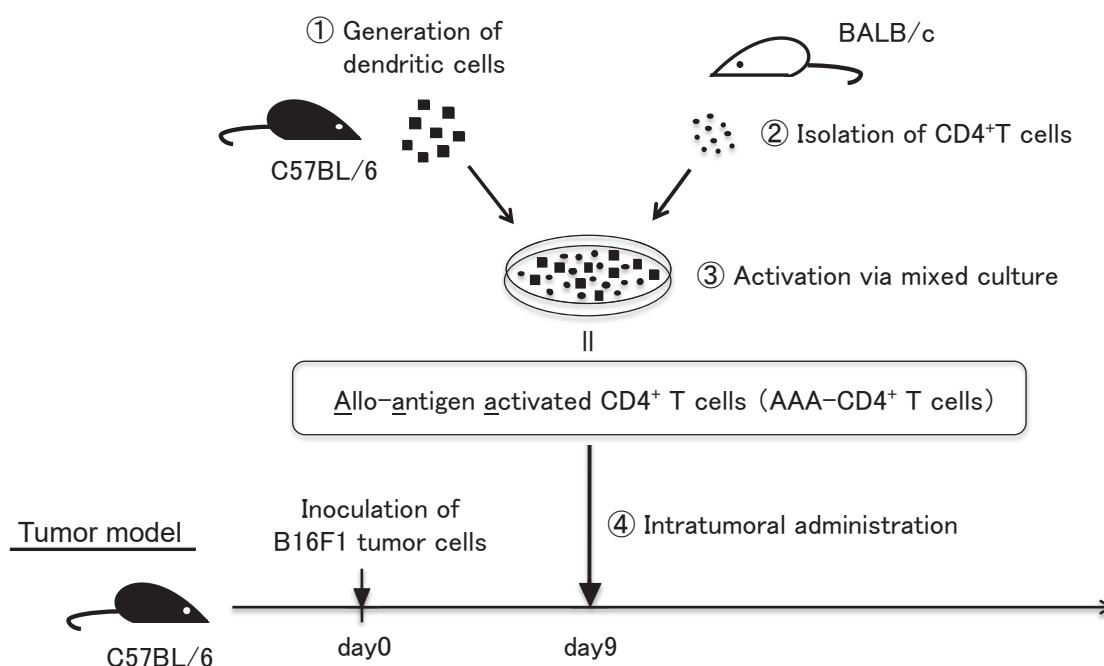 ① Generation of
dendritic cells
C57BL/6
BALB/c
② Isolation of CD4⁺T cells
③ Activation via mixed culture
=
Allo-antigen activated CD4⁺ T cells (AAA-CD4⁺ T cells)
Tumor model
Inoculation of
B16F1 tumor cells
④ Intratumoral administration
C57BL/6
day0
day9